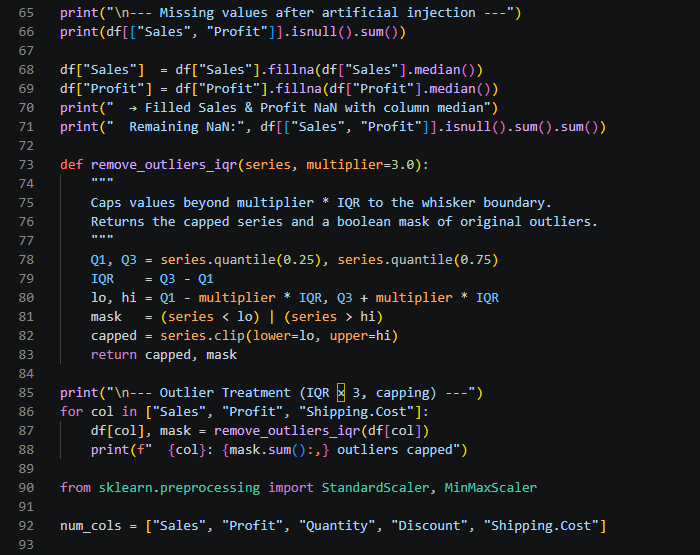 65 print("\n--- Missing values after artificial injection ---")
66 print(df[["Sales", "Profit"]].isnull().sum())
67
68 df["Sales"]  = df["Sales"].fillna(df["Sales"].median())
69 df["Profit"] = df["Profit"].fillna(df["Profit"].median())
70 print("  → Filled Sales & Profit NaN with column median")
71 print("  Remaining NaN:", df[["Sales", "Profit"]].isnull().sum().sum())
72
73 def remove_outliers_iqr(series, multiplier=3.0):
74     """
75     Caps values beyond multiplier * IQR to the whisker boundary.
76     Returns the capped series and a boolean mask of original outliers.
77     """
78     Q1, Q3 = series.quantile(0.25), series.quantile(0.75)
79     IQR    = Q3 - Q1
80     lo, hi = Q1 - multiplier * IQR, Q3 + multiplier * IQR
81     mask   = (series < lo) | (series > hi)
82     capped = series.clip(lower=lo, upper=hi)
83     return capped, mask
84
85 print("\n--- Outlier Treatment (IQR × 3, capping) ---")
86 for col in ["Sales", "Profit", "Shipping.Cost"]:
87     df[col], mask = remove_outliers_iqr(df[col])
88     print(f"  {col}: {mask.sum():,} outliers capped")
89
90 from sklearn.preprocessing import StandardScaler, MinMaxScaler
91
92 num_cols = ["Sales", "Profit", "Quantity", "Discount", "Shipping.Cost"]
93